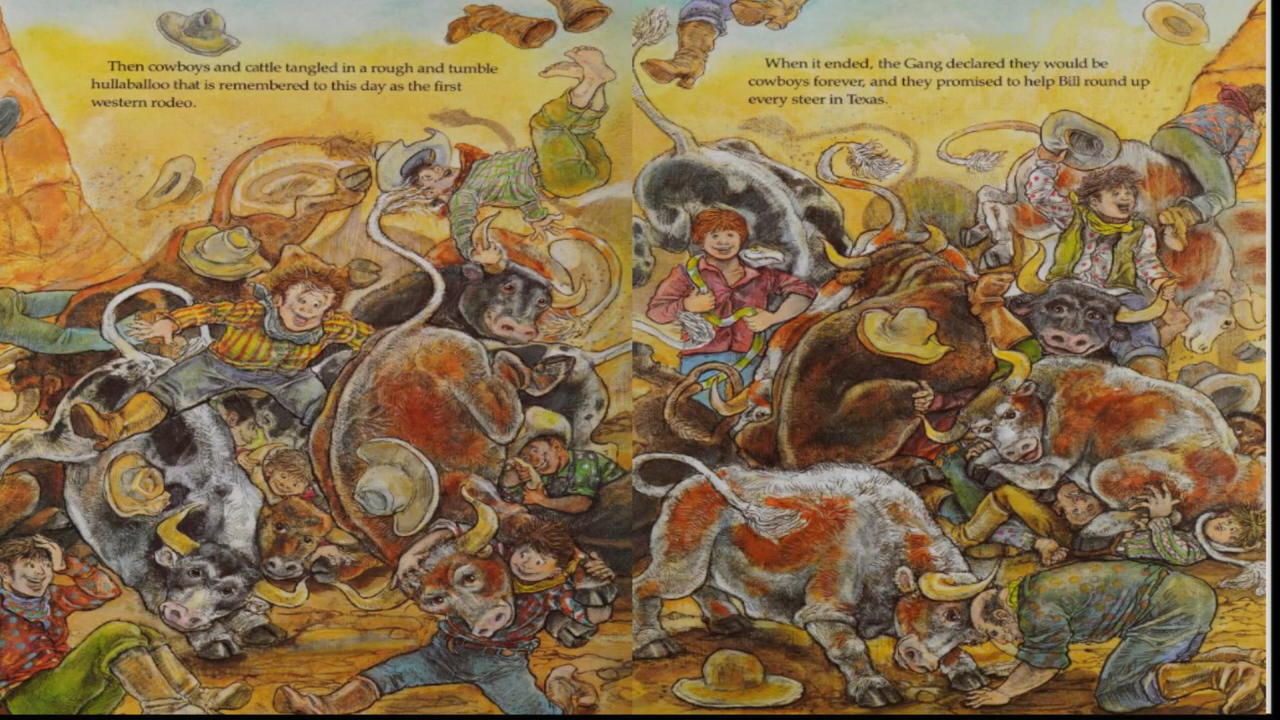 Then cowboys and cattle tangled in a rough and tumble
hullaballoo that is remembered to this day as the first
western rodeo.
When it ended, the Gang declared they would be
cowboys forever, and they promised to help Bill round up
every steer in Texas.